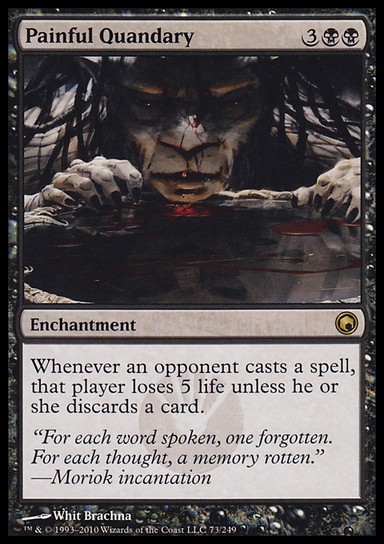 Painful Quandary 3
Enchantment
Whenever an opponent casts a spell,
that player loses 5 life unless he or
she discards a card.
“For each word spoken, one forgotten.
For each thought, a memory rotten.”
—Moriok incantation
Whit Brachna
™ & © 1993–2010 Wizards of the Coast LLC 73/249